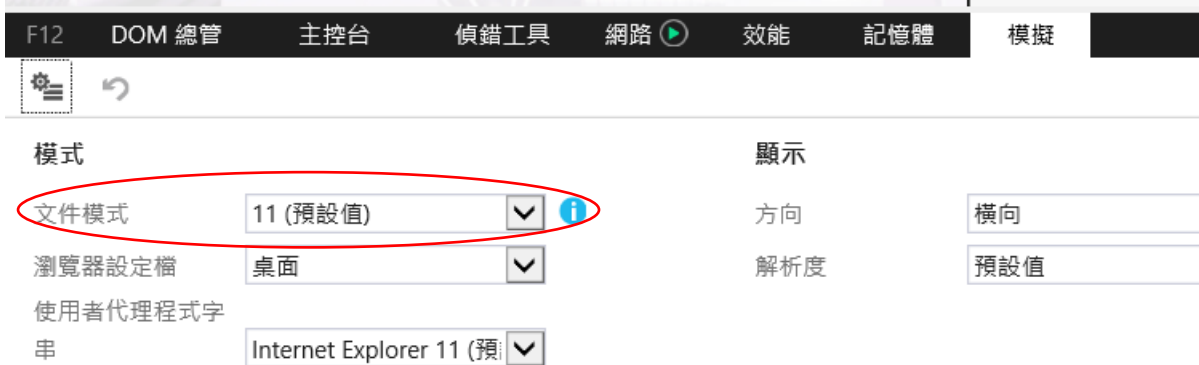 F12 DOM 總管 主控台 偵錯工具 網路 效能 記憶體 模擬
模式 顯示
文件模式 11 (預設值) 方向 橫向
瀏覽器設定檔 桌面 解析度 預設值
使用者代理程式字
串 Internet Explorer 11 (預